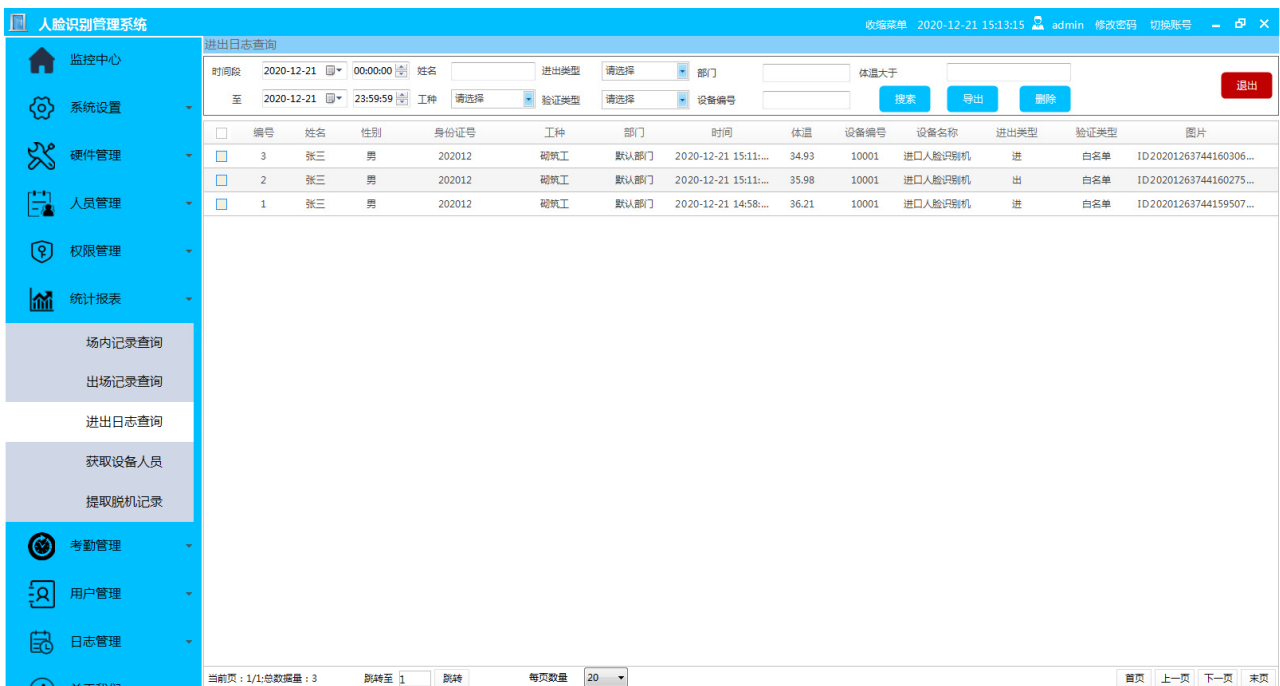 人脸识别管理系统 收缩菜单 2020-12-21 15:13:15 admin 修改密码 切换账号
监控中心
系统设置
硬件管理
人员管理
权限管理
统计报表
场内记录查询
出场记录查询
进出日志查询
获取设备人员
提取脱机记录
考勤管理
用户管理
日志管理
进出日志查询
时间段 2020-12-21 00:00:00 姓名 进出类型 请选择 部门 体温大于
至 2020-12-21 23:59:59 工种 请选择 验证类型 请选择 设备编号 搜索 导出 删除
退出
编号 姓名 性别 身份证号 工种 部门 时间 体温 设备编号 设备名称 进出类型 验证类型 图片
3 张三 男 202012 砌筑工 默认部门 2020-12-21 15:11:... 34.93 10001 进口人脸识别机 进 白名单 ID20201263744160306...
2 张三 男 202012 砌筑工 默认部门 2020-12-21 15:11:... 35.98 10001 进口人脸识别机 出 白名单 ID20201263744160275...
1 张三 男 202012 砌筑工 默认部门 2020-12-21 14:58:... 36.21 10001 进口人脸识别机 进 白名单 ID20201263744159507...
当前页：1/1;总数据量：3 跳转至 1 跳转 每页数量 20 首页 上一页 下一页 末页